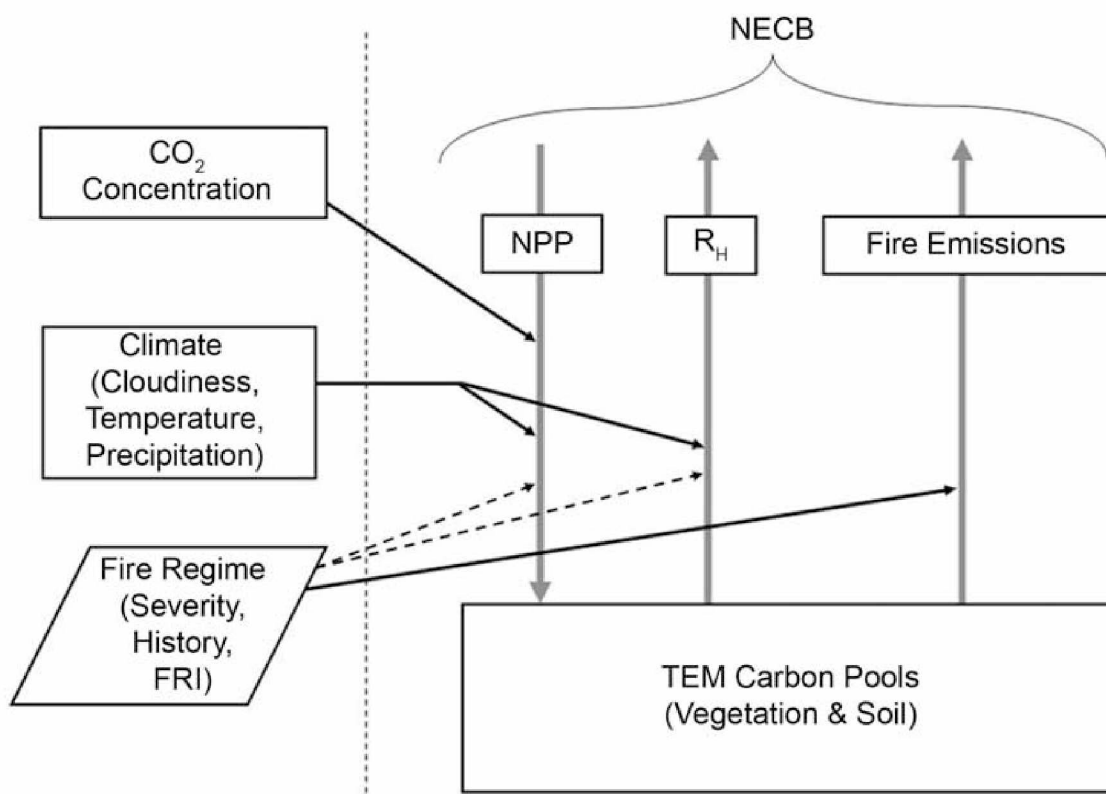 NECB
CO₂
Concentration
NPP
R_H
Fire Emissions
Climate
(Cloudiness,
Temperature,
Precipitation)
Fire Regime
(Severity,
History,
FRI)
TEM Carbon Pools
(Vegetation & Soil)